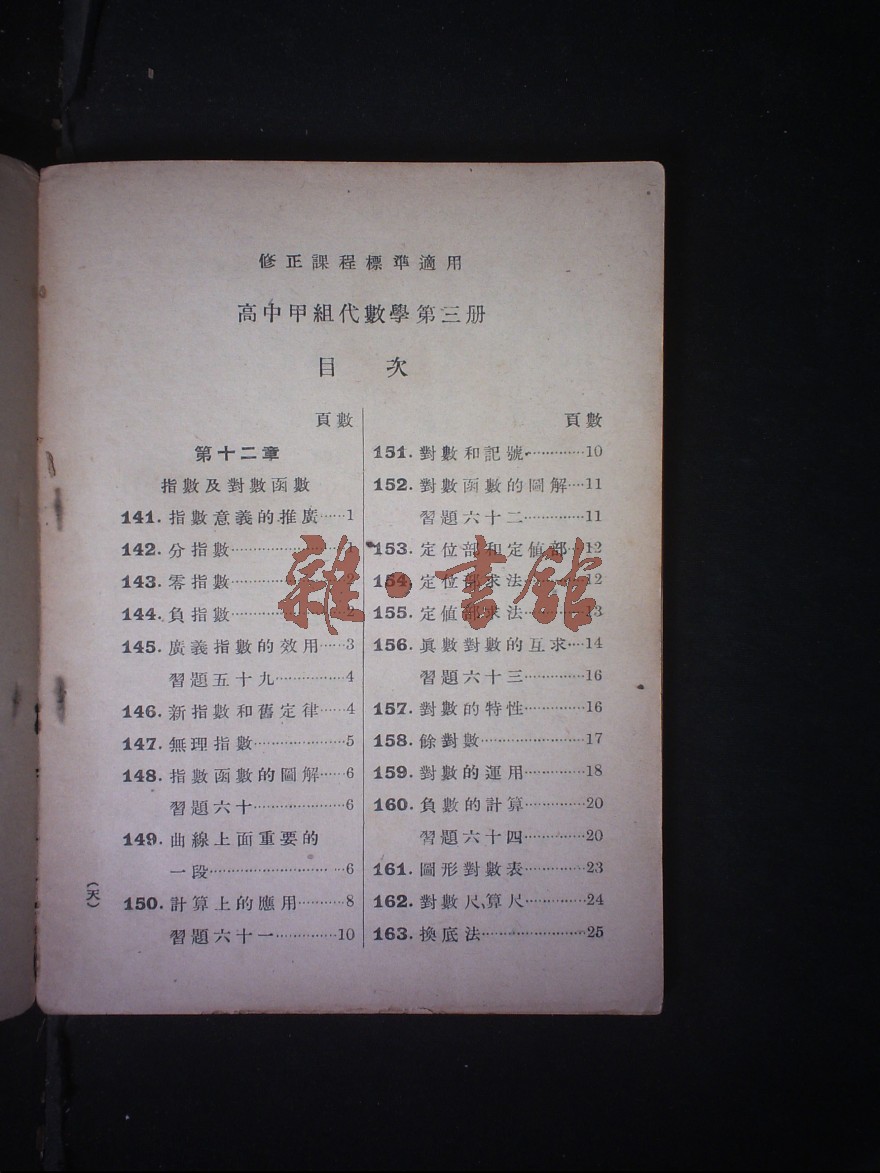 修正課程標準適用
高中甲組代數學第三册
目次
頁數
第十二章
指數及對數函數
141. 指數意義的推廣……1
142. 分指數…………………1
143. 零指數…………………2
144. 負指數…………………2
145. 廣義指數的效用……3
習題五十九……………4
146. 新指數和舊定律……4
147. 無理指數………………5
148. 指數函數的圖解……6
習題六十………………6
149. 曲線上面重要的
一段……………………6
150. 計算上的應用…………8
習題六十一……………10
頁數
151. 對數和記號……………10
152. 對數函數的圖解……11
習題六十二……………11
153. 定位部和定值部……12
154. 定位部求法……………12
155. 定值部求法……………13
156. 眞數對數的互求……14
習題六十三……………16
157. 對數的特性……………16
158. 餘對數…………………17
159. 對數的運用……………18
160. 負數的計算……………20
習題六十四……………20
161. 圖形對數表……………23
162. 對數尺、算尺…………24
163. 換底法…………………25
(天)
雜·書館